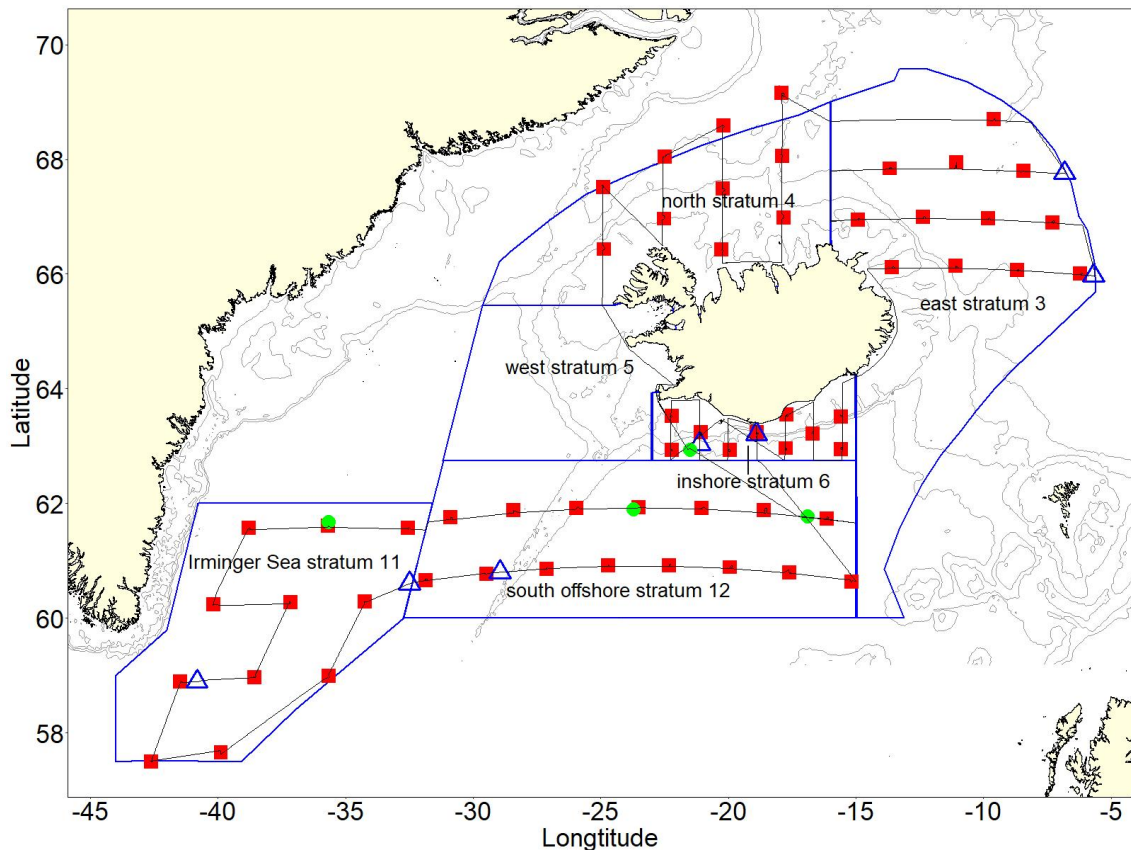 70
68
66
64
62
60
58
Latitude
north stratum 4
east stratum 3
west stratum 5
inshore stratum 6
Irminger Sea stratum 11
south offshore stratum 12
-45
-40
-35
-30
-25
-20
-15
-10
-5
Longtitude